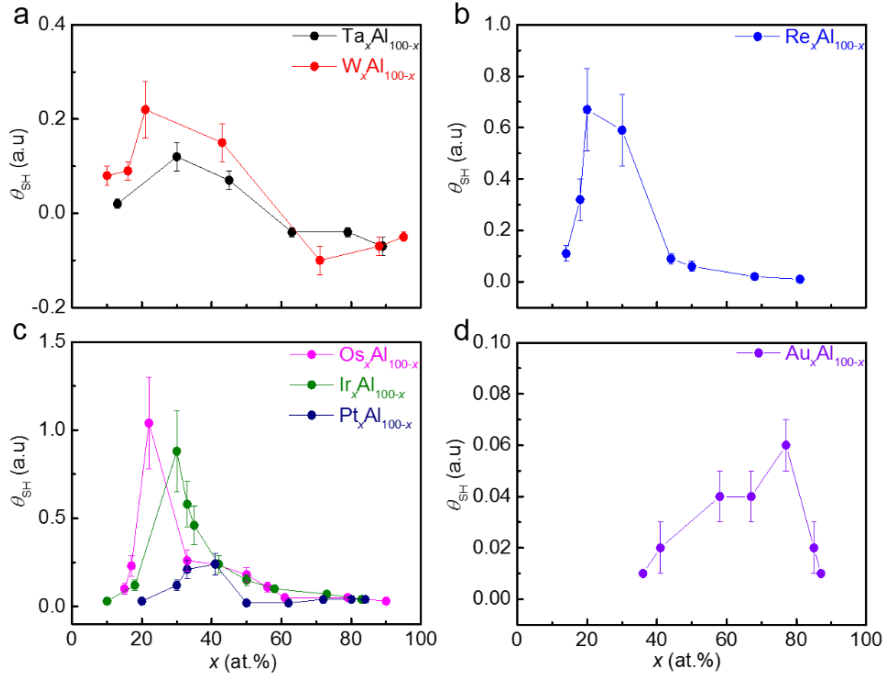 a
0.4
0.2
0.0
-0.2
θSH (a.u)
TaxAl100-x
WxAl100-x
b
1.0
0.8
0.6
0.4
0.2
0.0
θSH (a.u)
RexAl100-x
c
1.5
1.0
0.5
0.0
θSH (a.u)
OsxAl100-x
IrxAl100-x
PtxAl100-x
0 20 40 60 80 100
x (at.%)
d
0.10
0.08
0.06
0.04
0.02
0.00
θSH (a.u)
AuxAl100-x
0 20 40 60 80 100
x (at.%)